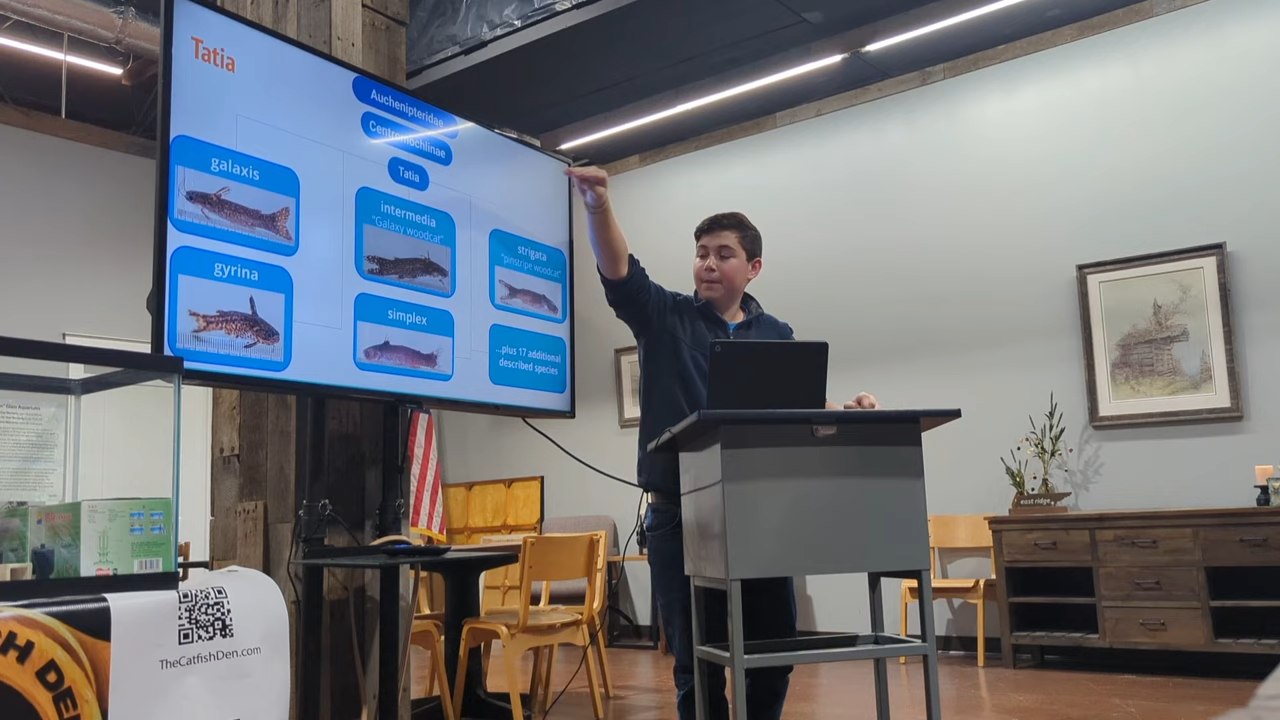 Tatia
Auchenipteridae
Centromochlinae
Tatia
galaxis
intermedia
"Galaxy woodcat"
strigata
"pinstripe woodcat"
gyrina
simplex
...plus 17 additional
described species
east ridge
TheCatfishDen.com
H DEN